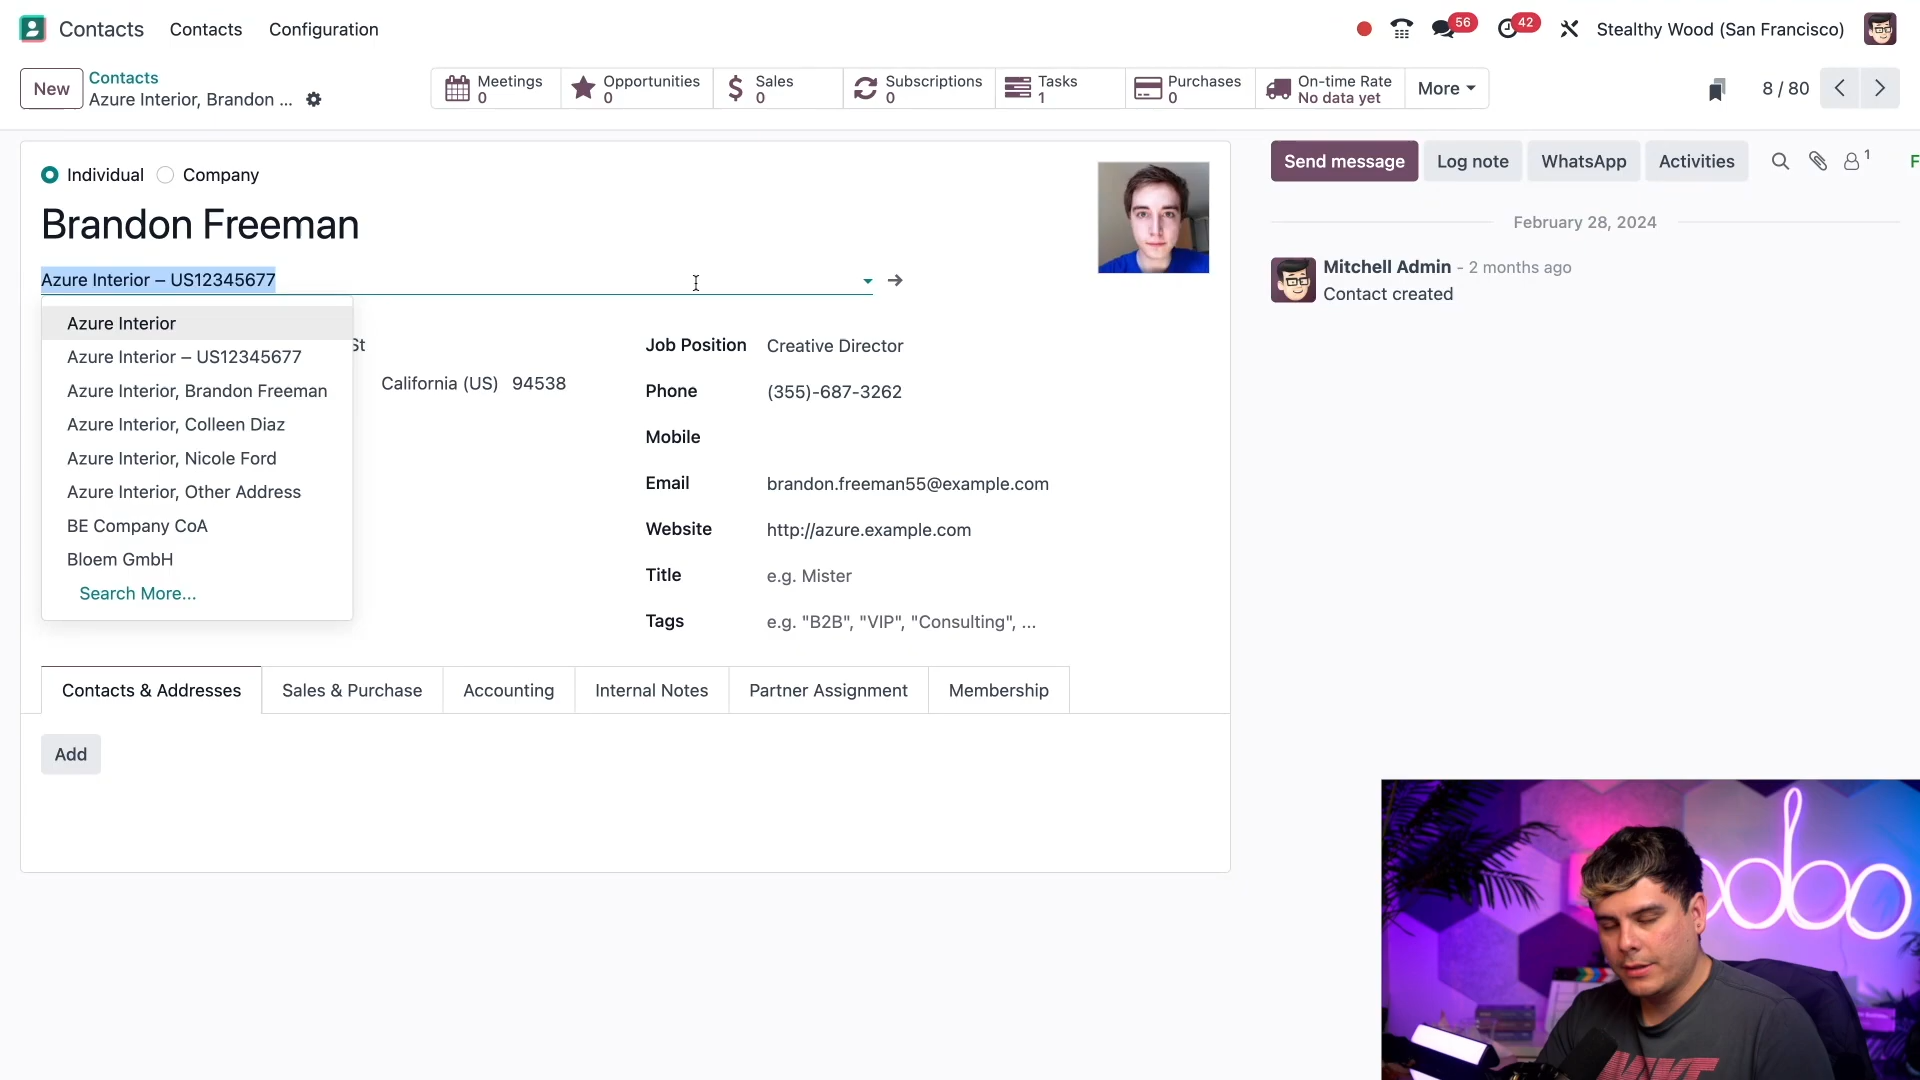 Contacts
Contacts
Configuration
56
42
Stealthy Wood (San Francisco)
New
Contacts
Azure Interior, Brandon ...
Meetings
0
Opportunities
0
Sales
0
Subscriptions
0
Tasks
1
Purchases
0
On-time Rate
No data yet
More
8 / 80
Individual
Company
Brandon Freeman
Azure Interior – US12345677
Azure Interior
Azure Interior – US12345677
Azure Interior, Brandon Freeman
Azure Interior, Colleen Diaz
Azure Interior, Nicole Ford
Azure Interior, Other Address
BE Company CoA
Bloem GmbH
Search More...
St
California (US) 94538
Job Position Creative Director
Phone (355)-687-3262
Mobile
Email brandon.freeman55@example.com
Website http://azure.example.com
Title e.g. Mister
Tags e.g. "B2B", "VIP", "Consulting", ...
Contacts & Addresses
Sales & Purchase
Accounting
Internal Notes
Partner Assignment
Membership
Add
Send message
Log note
WhatsApp
Activities
1
F
February 28, 2024
Mitchell Admin - 2 months ago
Contact created
odoo